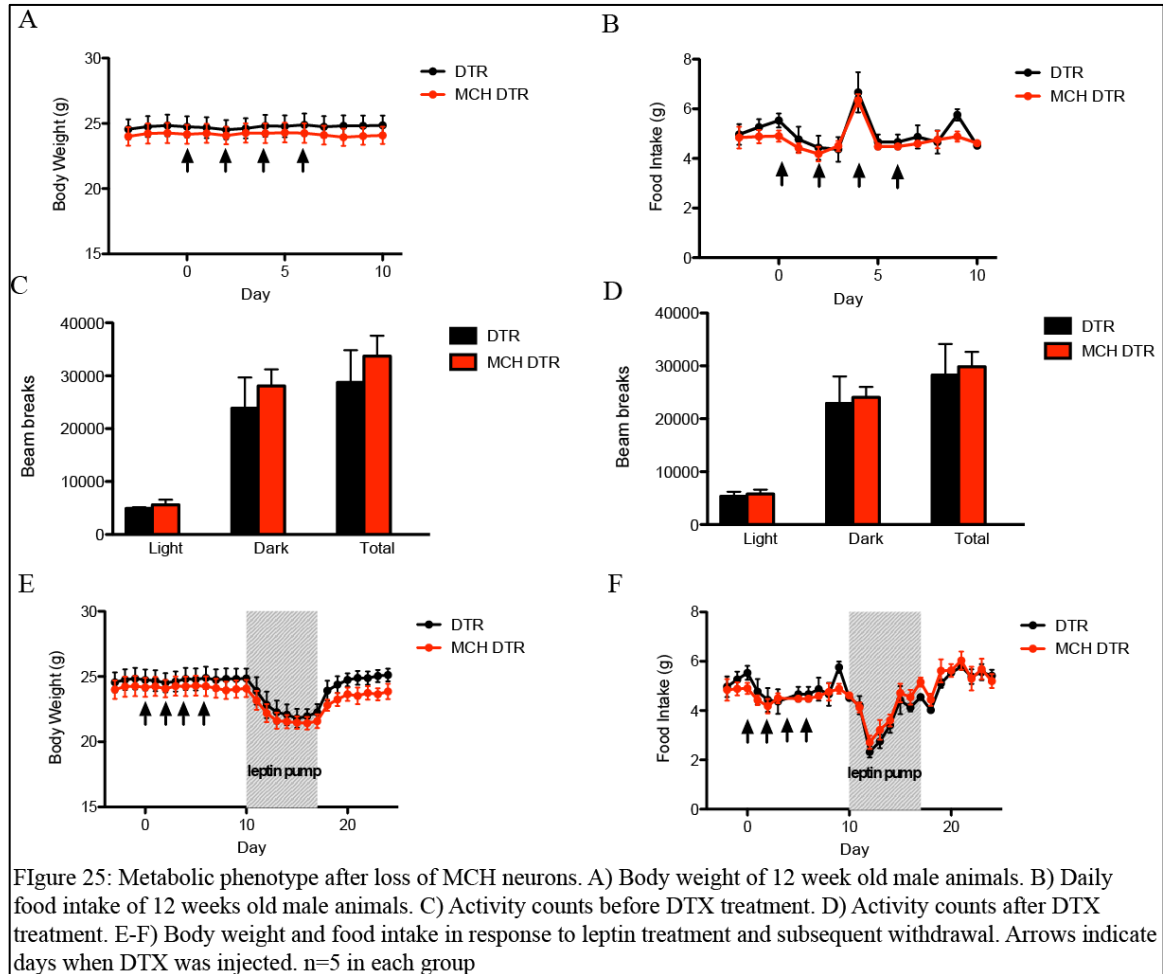 A
30
25
20
15
Body Weight (g)
0
5
10
Day
DTR
MCH DTR
B
8
6
4
2
0
Food Intake (g)
0
5
10
Day
DTR
MCH DTR
C
40000
30000
20000
10000
0
Beam breaks
Light
Dark
Total
DTR
MCH DTR
D
40000
30000
20000
10000
0
Beam breaks
Light
Dark
Total
DTR
MCH DTR
E
30
25
20
15
Body Weight (g)
leptin pump
0
10
20
Day
DTR
MCH DTR
F
8
6
4
2
0
Food Intake (g)
leptin pump
0
10
20
Day
DTR
MCH DTR
FIgure 25: Metabolic phenotype after loss of MCH neurons. A) Body weight of 12 week old male animals. B) Daily
food intake of 12 weeks old male animals. C) Activity counts before DTX treatment. D) Activity counts after DTX
treatment. E-F) Body weight and food intake in response to leptin treatment and subsequent withdrawal. Arrows indicate
days when DTX was injected. n=5 in each group